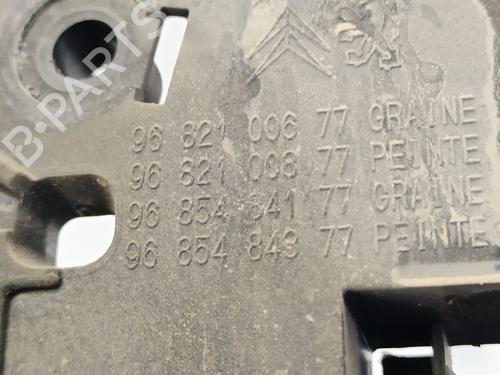 B-PARTS
96 821 006 77 GRAINE
96 821 008 77 PEINTE
96 854 841 77 GRAINE
96 854 843 77 PEINTE